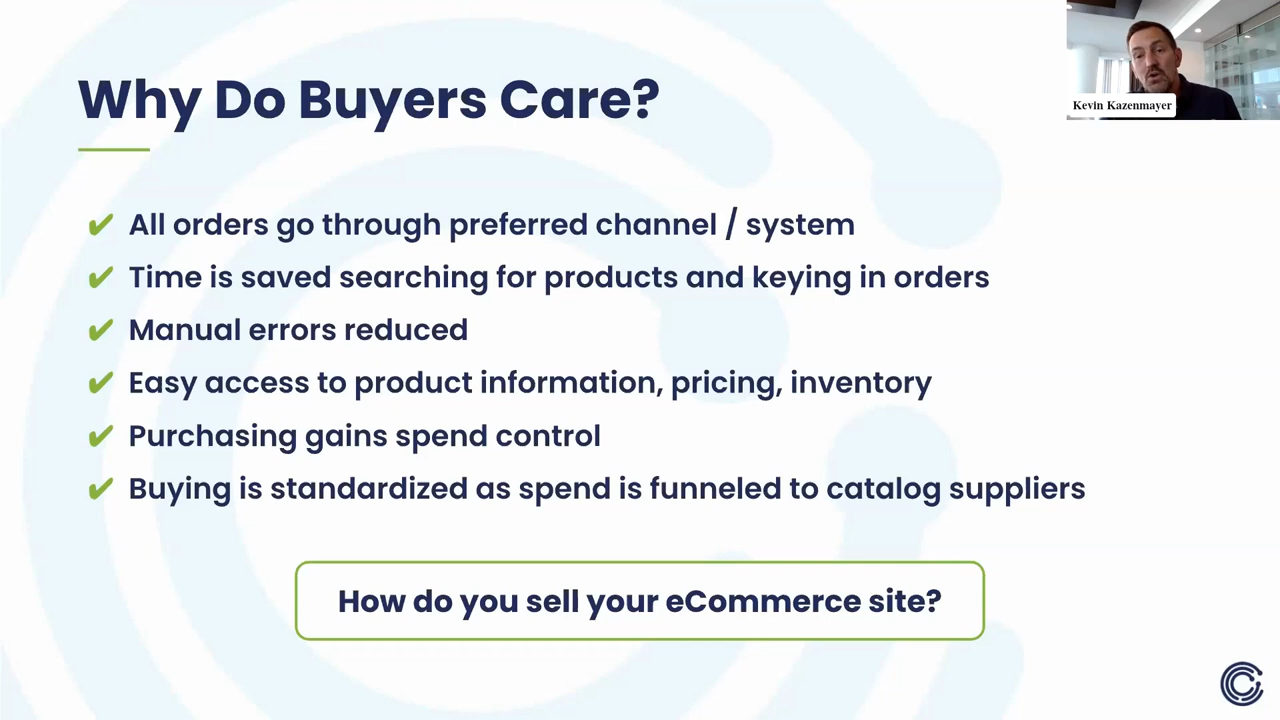 Why Do Buyers Care?
Kevin Kazenmayer
✔ All orders go through preferred channel / system
✔ Time is saved searching for products and keying in orders
✔ Manual errors reduced
✔ Easy access to product information, pricing, inventory
✔ Purchasing gains spend control
✔ Buying is standardized as spend is funneled to catalog suppliers
How do you sell your eCommerce site?